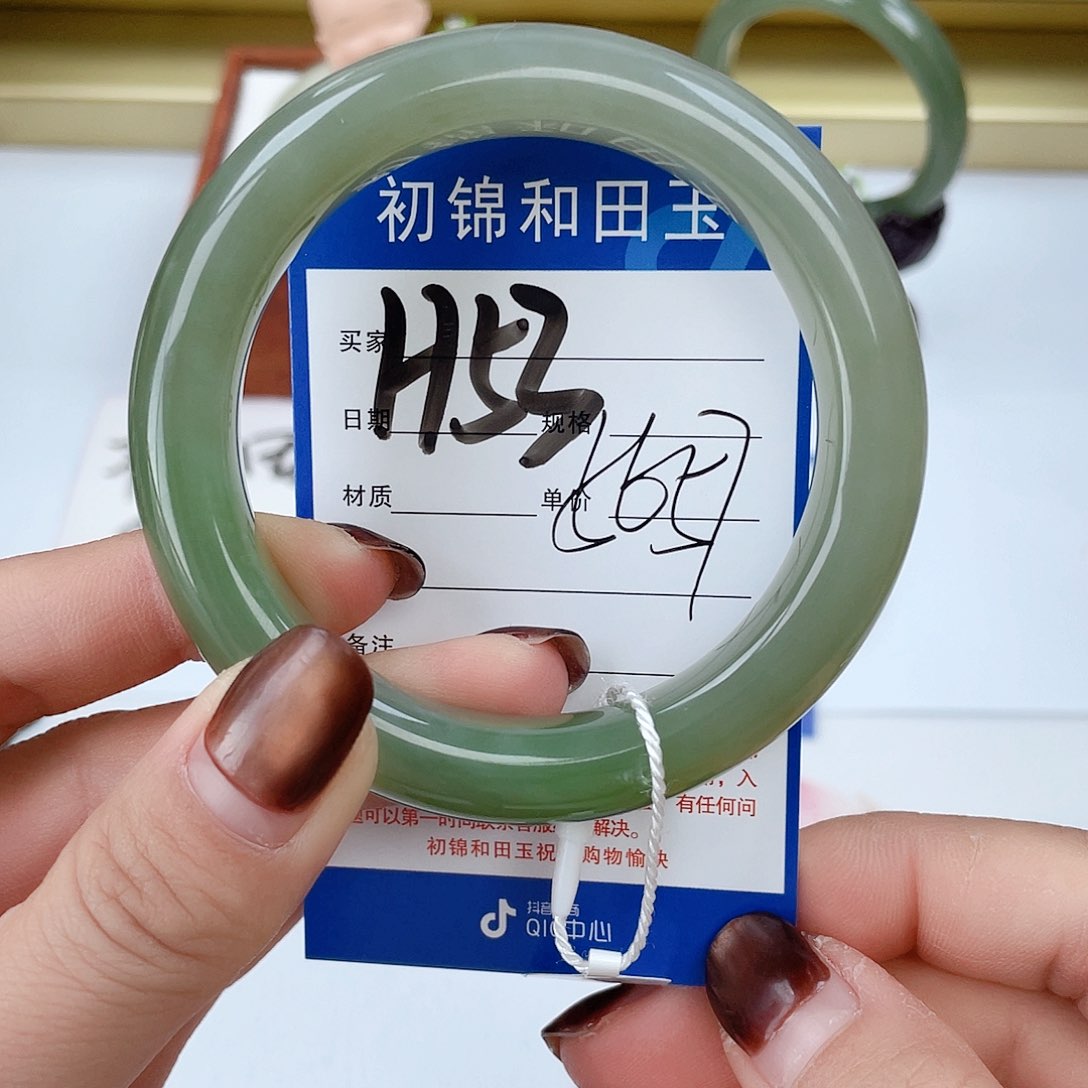 初锦和田玉
买家 H53
日期 规格
材质 单价
备注
入
有任何问
可以第一时间联系客服 解决。
初锦和田玉祝 购物愉快
抖音
QIC中心